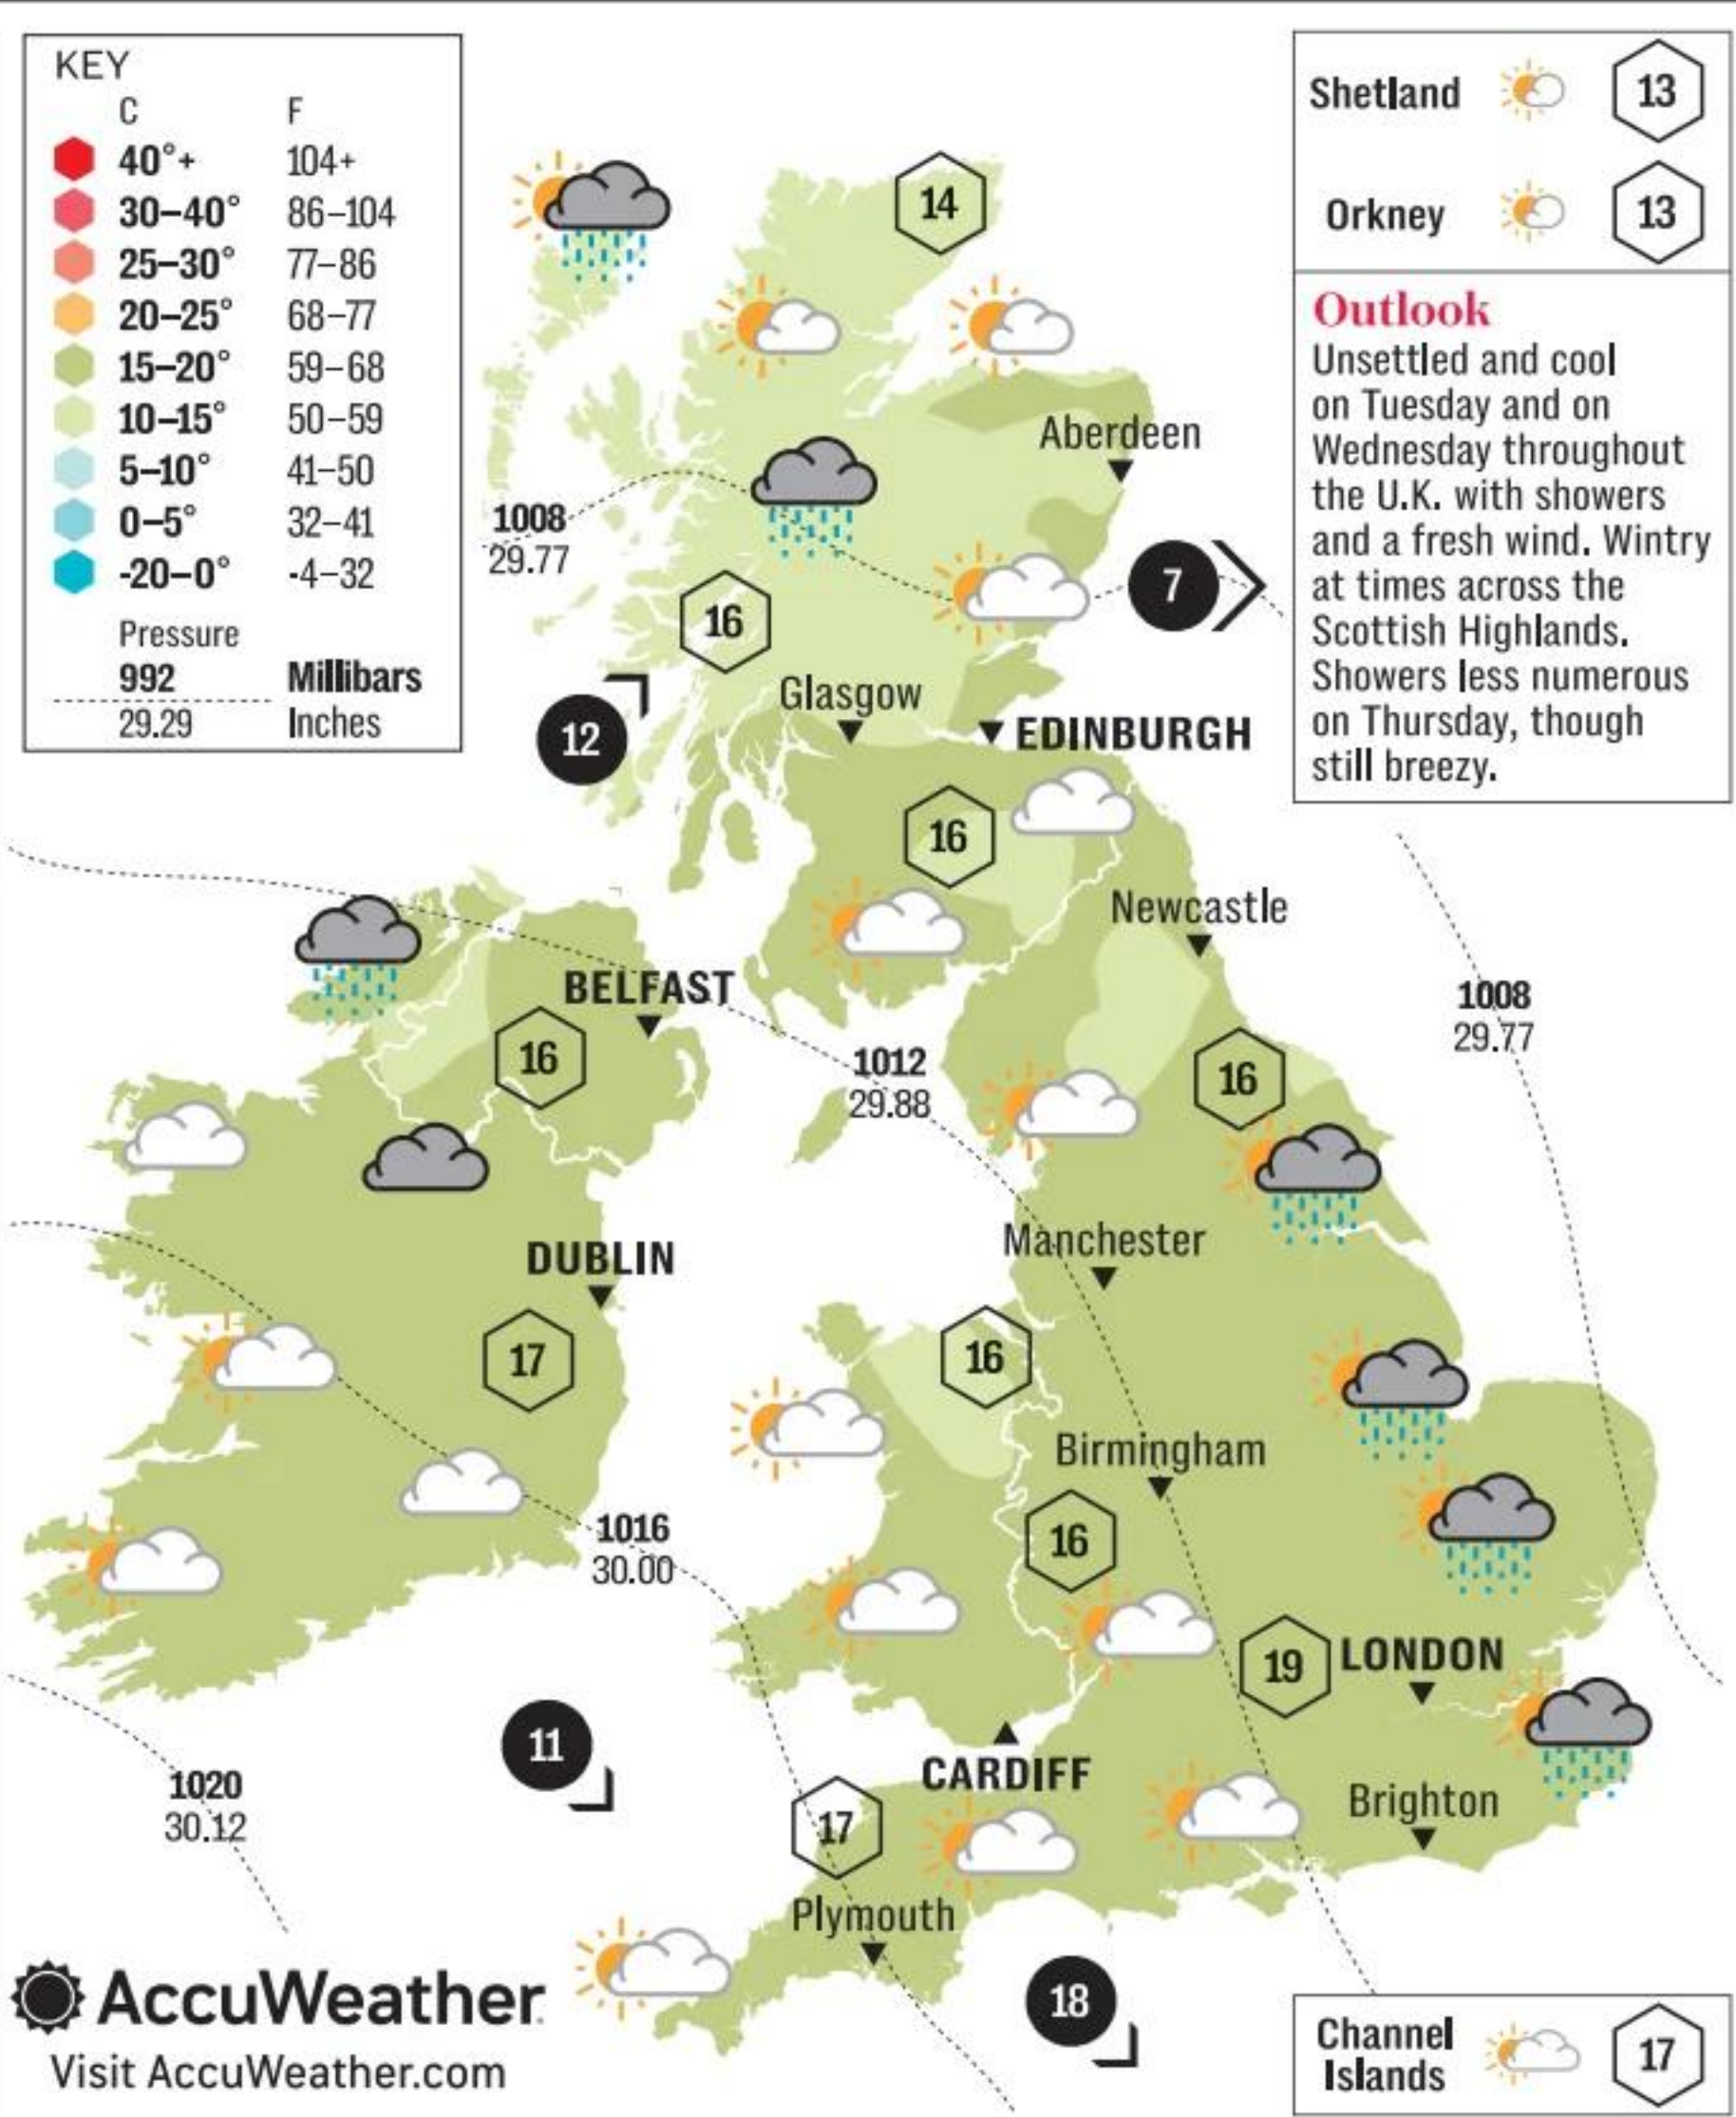 KEY
C F
40°+ 104+
30–40° 86–104
25–30° 77–86
20–25° 68–77
15–20° 59–68
10–15° 50–59
5–10° 41–50
0–5° 32–41
-20–0° -4–32
Pressure
992 Millibars
29.29 Inches
Shetland 13
Orkney 13
Outlook
Unsettled and cool
on Tuesday and on
Wednesday throughout
the U.K. with showers
and a fresh wind. Wintry
at times across the
Scottish Highlands.
Showers less numerous
on Thursday, though
still breezy.
14
Aberdeen
1008
29.77
7
16
Glasgow
12
EDINBURGH
16
Newcastle
BELFAST
1008
29.77
16
1012
29.88
16
Manchester
DUBLIN
17
16
Birmingham
1016
30.00
16
19
LONDON
11
CARDIFF
1020
30.12
17
Brighton
Plymouth
18
AccuWeather
Visit AccuWeather.com
Channel
Islands
17